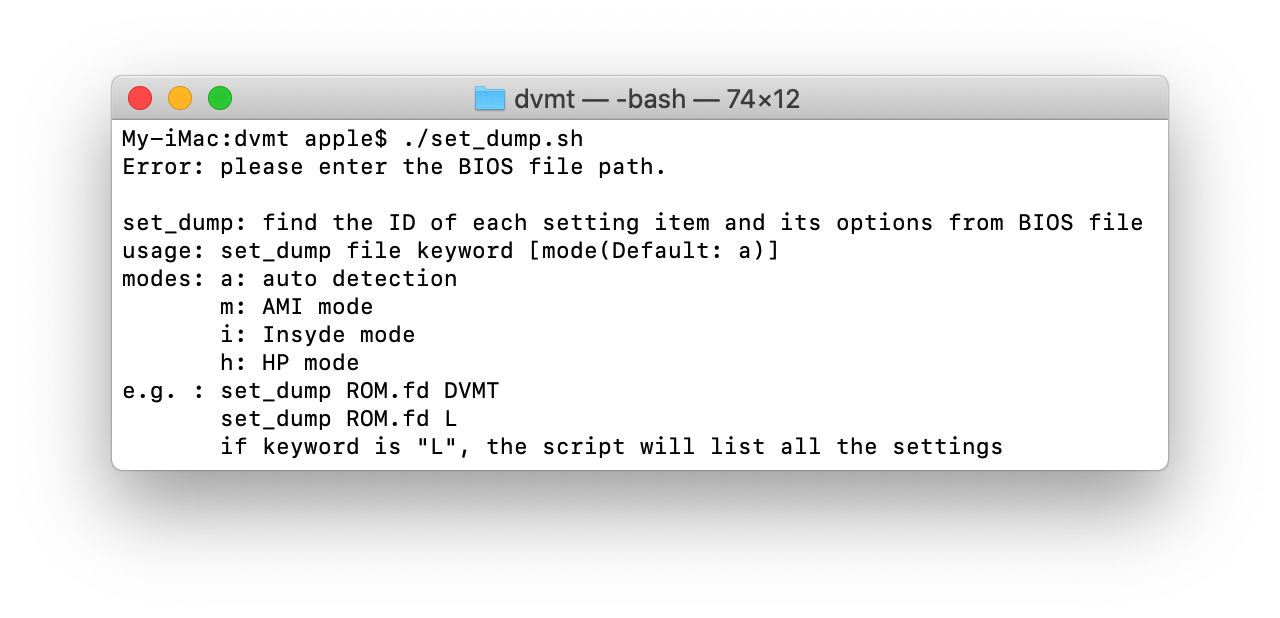 dvmt — -bash — 74×12
My-iMac:dvmt apple$ ./set_dump.sh
Error: please enter the BIOS file path.

set_dump: find the ID of each setting item and its options from BIOS file
usage: set_dump file keyword [mode(Default: a)]
modes: a: auto detection
       m: AMI mode
       i: Insyde mode
       h: HP mode
e.g. : set_dump ROM.fd DVMT
       set_dump ROM.fd L
       if keyword is "L", the script will list all the settings